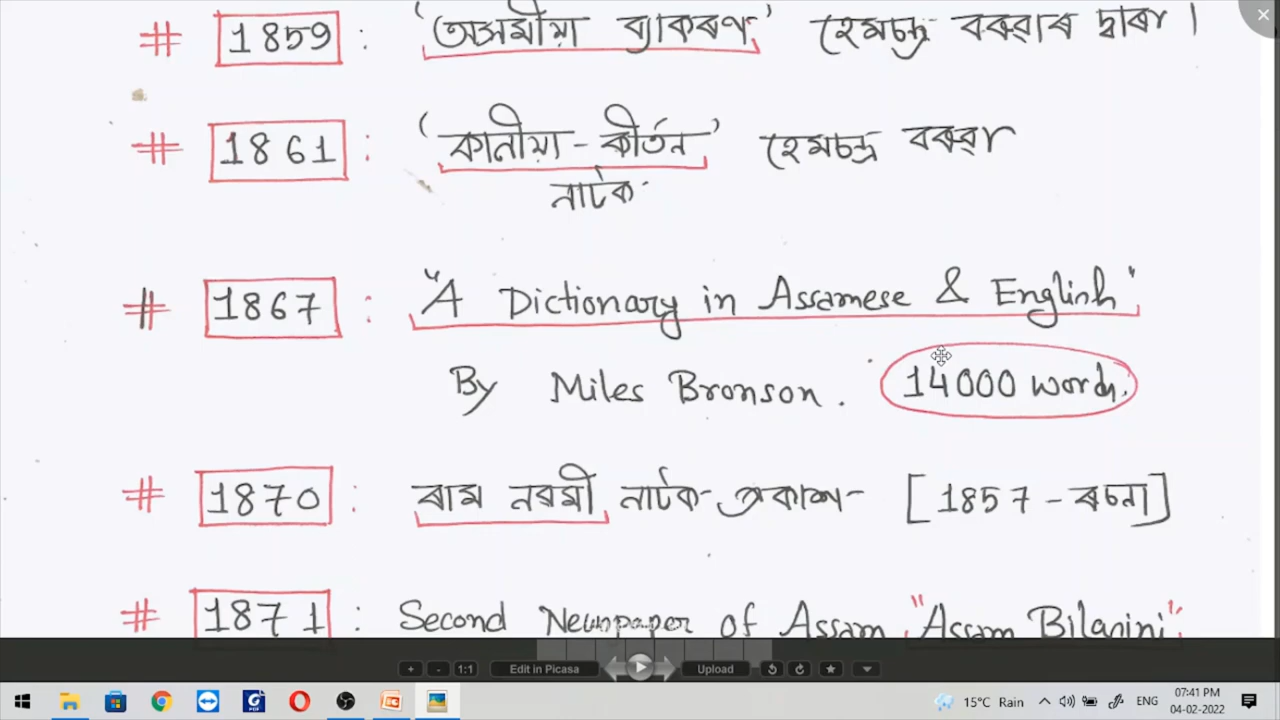 # 1859 : 'অসমীয়া ব্যাকৰণ' হেমচন্দ্ৰ বৰুৱাৰ দ্বাৰা ।
# 1861 : 'কানীয়া - কীৰ্তন' হেমচন্দ্ৰ বৰুৱা
নাটক
# 1867 : "A Dictionary in Assamese & English"
By Miles Bronson. 14000 words.
# 1870 : ৰাম নৱমী নাটক প্ৰকাশ - [1857 - ৰচনা]
# 1871 : Second Newspaper of Assam "Assam Bilasini"
+ - 1:1 Edit in Picasa Upload
15°C Rain ENG 07:41 PM
04-02-2022